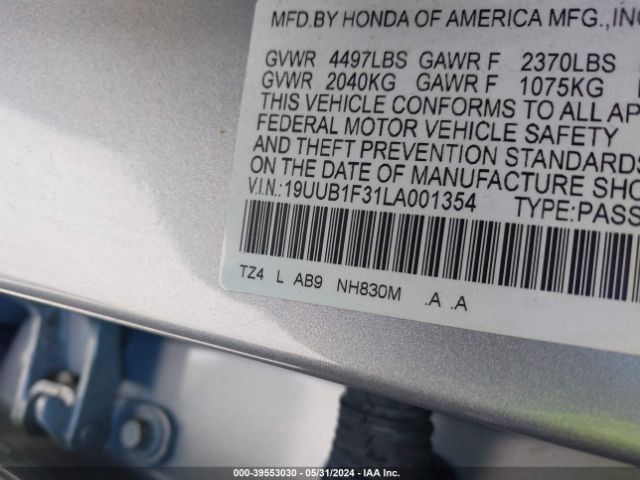 MFD.BY HONDA OF AMERICA MFG.,INC
GVWR 4497LBS GAWR F 2370LBS
GVWR 2040KG GAWR F 1075KG
THIS VEHICLE CONFORMS TO ALL AP
FEDERAL MOTOR VEHICLE SAFETY
AND THEFT PREVENTION STANDARDS
ON THE DATE OF MANUFACTURE SHO
V.I.N.:19UUB1F31LA001354 TYPE:PASS
TZ4 L AB9 NH830M .A .A
000-39553030 - 05/31/2024 - IAA Inc.